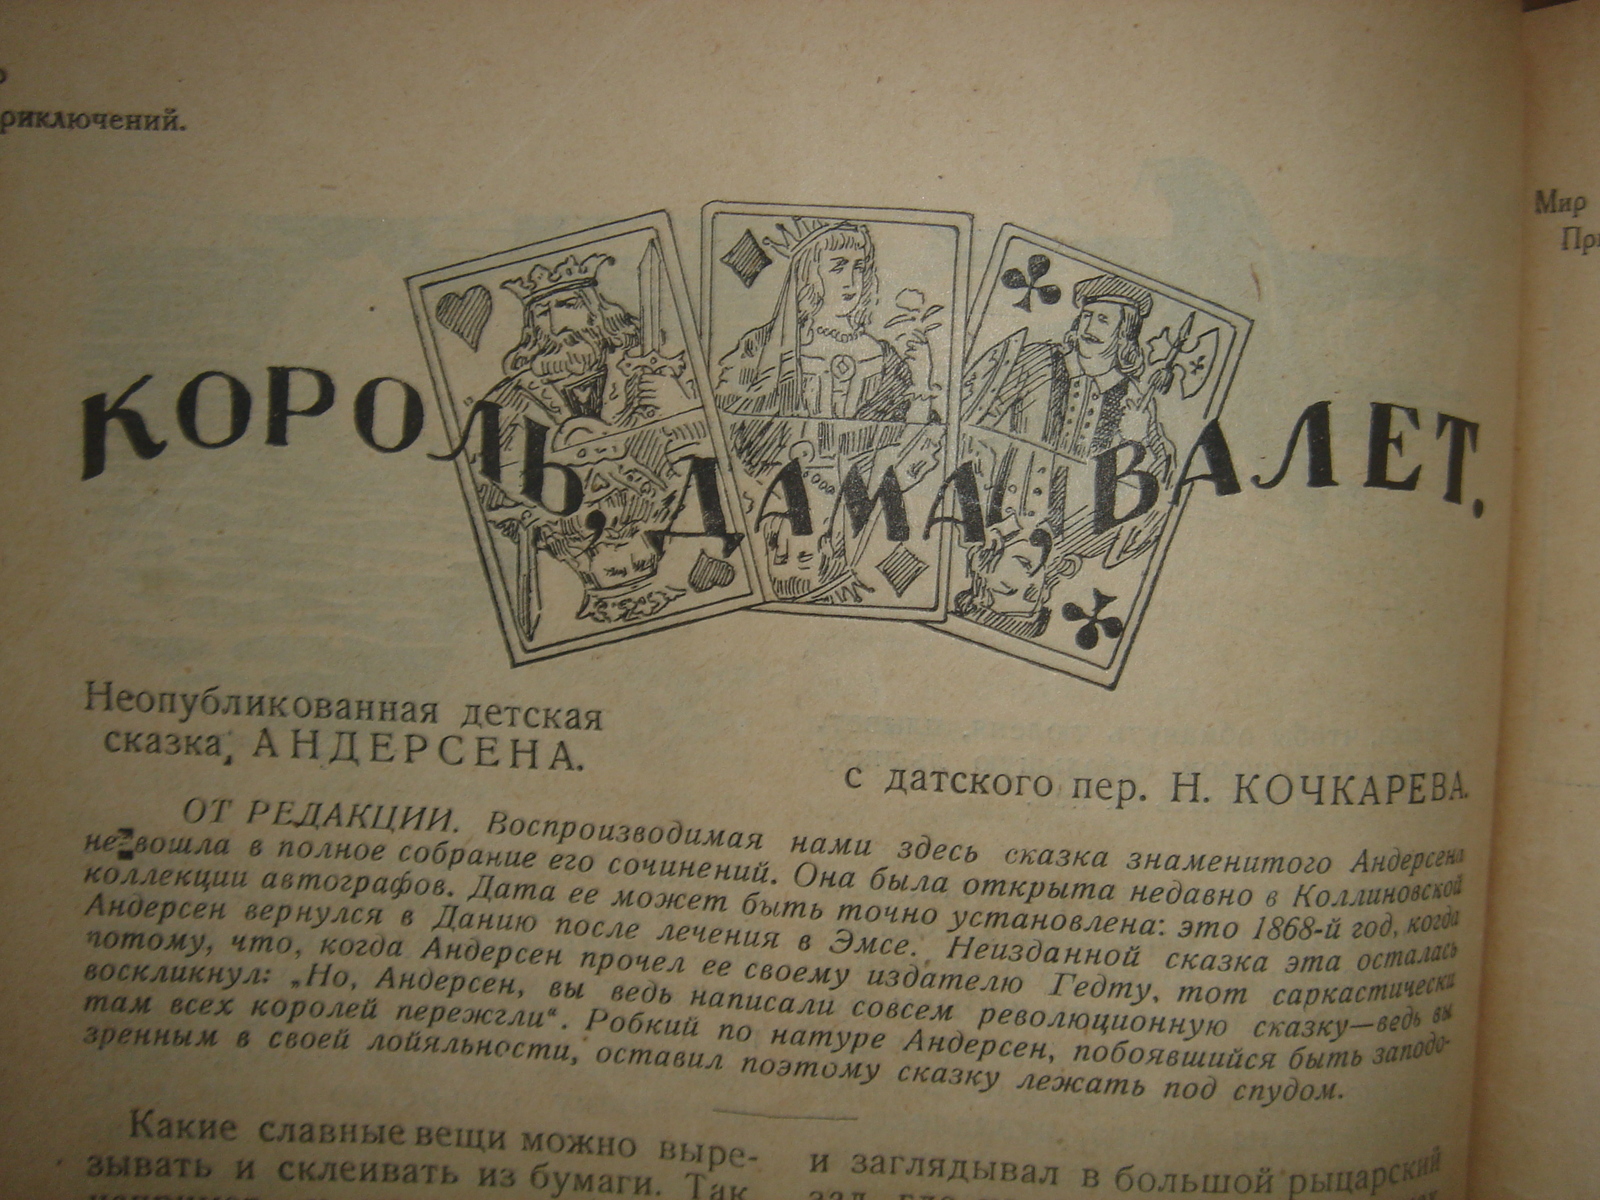 риключений.
Мир
КОРОЛЬ, ДАМА, ВАЛЕТ.
Неопубликованная детская
сказка, АНДЕРСЕНА.
с датского пер. Н. КОЧКАРЕВА.
ОТ РЕДАКЦИИ. Воспроизводимая нами здесь сказка знаменитого Андерсена
не вошла в полное собрание его сочинений. Она была открыта недавно в Коллиновской
коллекции автографов. Дата ее может быть точно установлена: это 1868-й год, когда
Андерсен вернулся в Данию после лечения в Эмсе. Неизданной сказка эта осталась
потому, что, когда Андерсен прочел ее своему издателю Гедту, тот саркастически
воскликнул: „Но, Андерсен, вы ведь написали совсем революционную сказку—ведь вы
там всех королей пережгли“. Робкий по натуре Андерсен, побоявшийся быть заподо-
зренным в своей лойяльности, оставил поэтому сказку лежать под спудом.
Какие славные вещи можно выре-
зывать и склеивать из бумаги. Так
и заглядывал в большой рыцарский